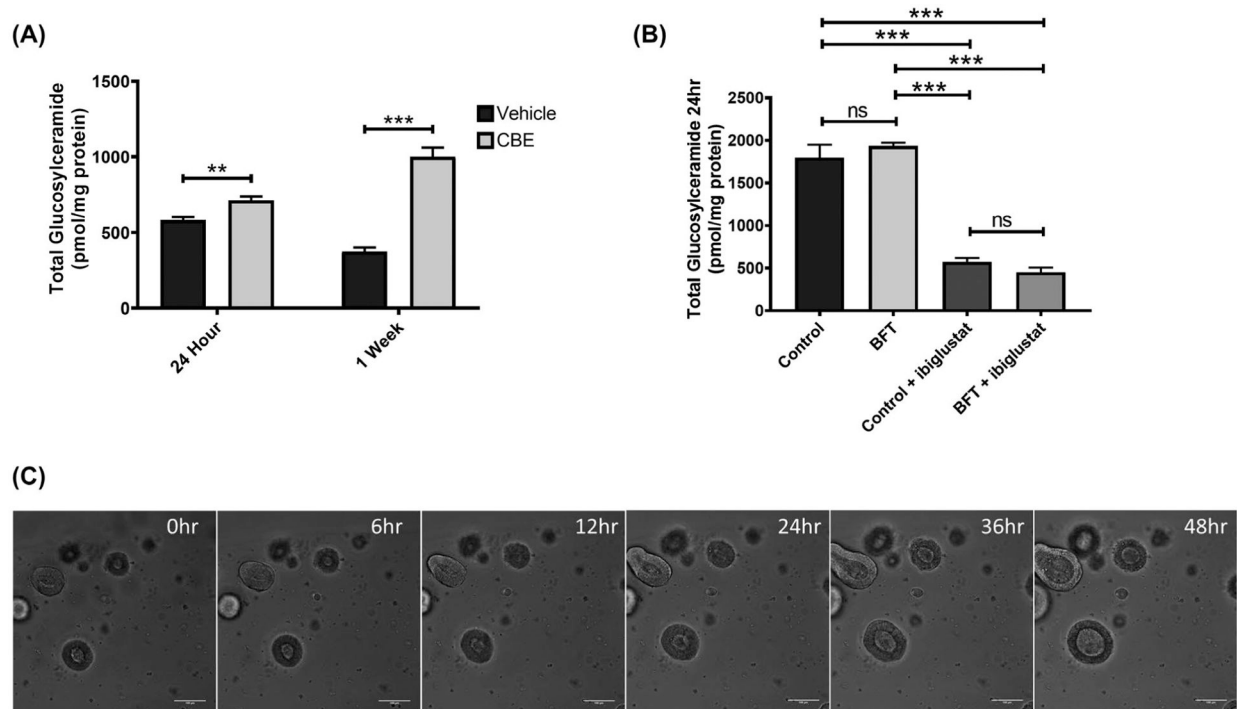 (A)
Total Glucosylceramide
(pmol/mg protein)
1500
1000
500
0
**
***
Vehicle
CBE
24 Hour
1 Week
(B)
Total Glucosylceramide 24hr
(pmol/mg protein)
2500
2000
1500
1000
500
0
***
***
***
***
ns
ns
Control
BFT
Control + ibiglustat
BFT + ibiglustat
(C)
0hr
6hr
12hr
24hr
36hr
48hr